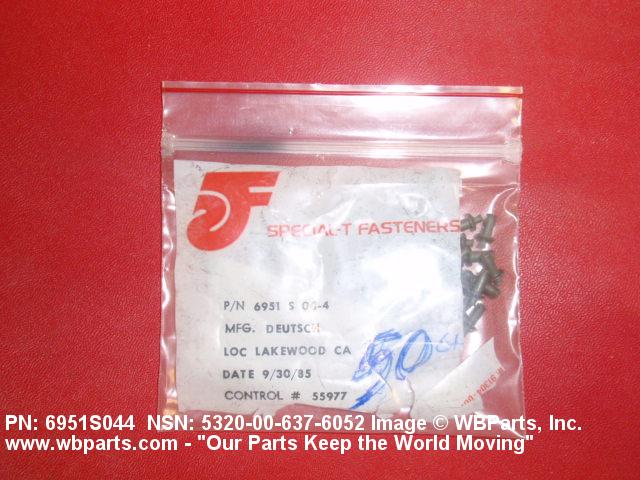 SPECIAL-T FASTENERS
P/N 6951 S 04-4
MFG. DEUTSCH
LOC LAKEWOOD CA
DATE 9/30/85
CONTROL # 55977
50
PN: 6951S044 NSN: 5320-00-637-6052 Image © WBParts, Inc.
www.wbparts.com - "Our Parts Keep the World Moving"